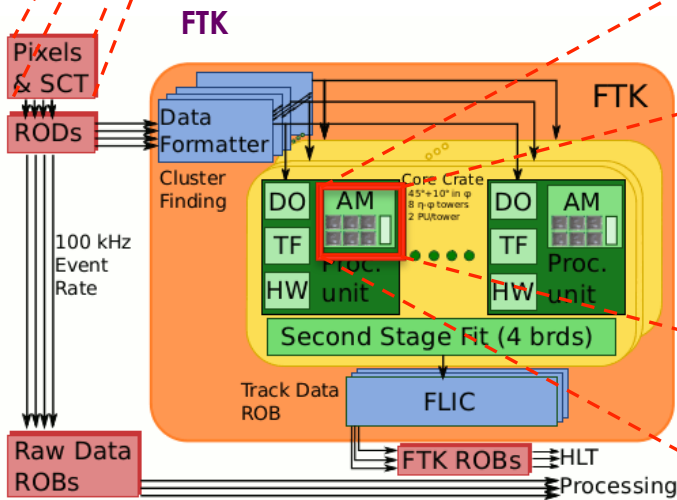 FTK
Pixels
& SCT
RODs
Data
Formatter
Cluster
Finding
FTK
100 kHz
Event
Rate
Core Crate
45°+10° in φ
8 η-φ towers
2 PU/tower
DO
TF
HW
AM
Proc.
unit
DO
TF
HW
AM
Proc.
unit
Second Stage Fit (4 brds)
Track Data
ROB
FLIC
Raw Data
ROBs
FTK ROBs
HLT
Processing